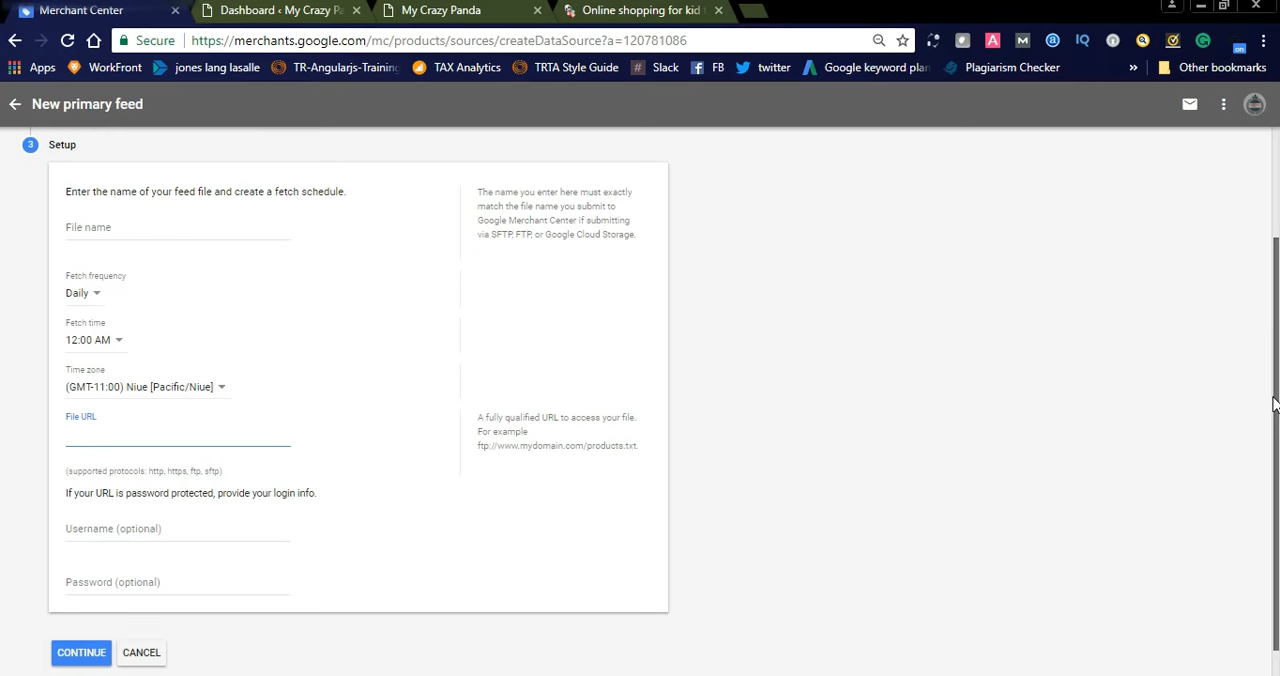 Merchant Center
Dashboard ‹ My Crazy Pa
My Crazy Panda
Online shopping for kid
Secure
https://merchants.google.com/mc/products/sources/createDataSource?a=120781086
Apps
WorkFront
jones lang lasalle
TR-Angularjs-Training
TAX Analytics
TRTA Style Guide
Slack
FB
twitter
Google keyword plan
Plagiarism Checker
»
Other bookmarks
New primary feed
3 Setup
Enter the name of your feed file and create a fetch schedule.
File name
The name you enter here must exactly
match the file name you submit to
Google Merchant Center if submitting
via SFTP, FTP, or Google Cloud Storage.
Fetch frequency
Daily
Fetch time
12:00 AM
Time zone
(GMT-11:00) Niue [Pacific/Niue]
File URL
A fully qualified URL to access your file.
For example
ftp://www.mydomain.com/products.txt.
(supported protocols: http, https, ftp, sftp)
If your URL is password protected, provide your login info.
Username (optional)
Password (optional)
CONTINUE
CANCEL